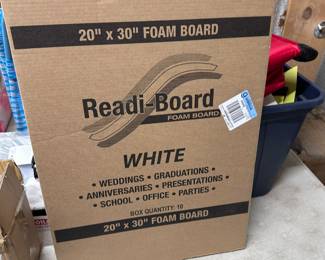 20" x 30" FOAM BOARD
Readi-Board
FOAM BOARD
WHITE
• WEDDINGS • GRADUATIONS •
• ANNIVERSARIES • PRESENTATIONS •
SCHOOL • OFFICE • PARTIES •
BOX QUANTITY: 10
20" x 30" FOAM BOARD